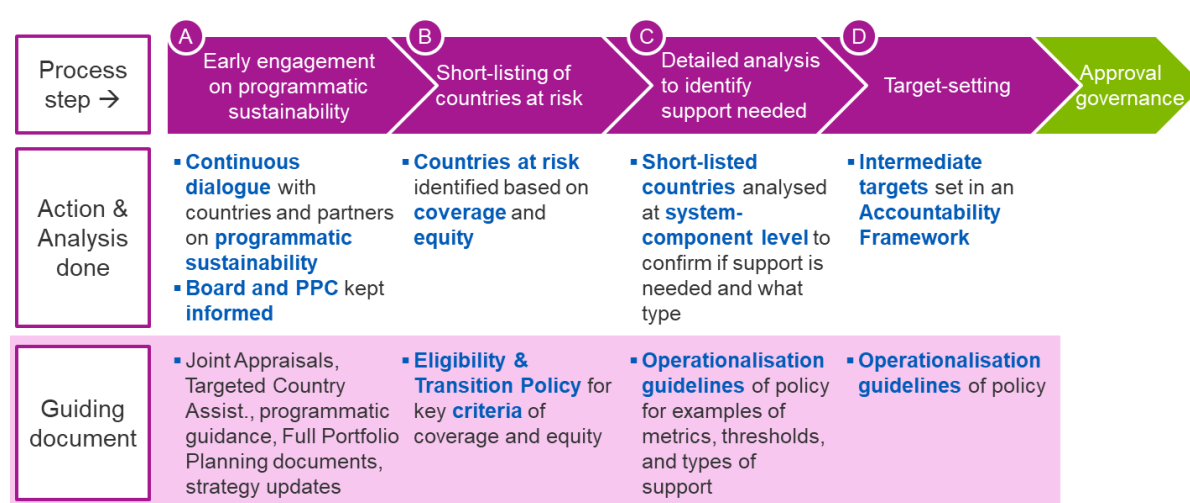 A
B
C
D
Process
step →
Early engagement
on programmatic
sustainability
Short-listing of
countries at risk
Detailed analysis
to identify
support needed
Target-setting
Approval
governance
Action &
Analysis
done
▪ Continuous
dialogue with
countries and partners
on programmatic
sustainability
▪ Board and PPC kept
informed
▪ Countries at risk
identified based on
coverage and
equity
▪ Short-listed
countries analysed
at system-
component level to
confirm if support is
needed and what
type
▪ Intermediate
targets set in an
Accountability
Framework
Guiding
document
▪ Joint Appraisals,
Targeted Country
Assist., programmatic
guidance, Full Portfolio
Planning documents,
strategy updates
▪ Eligibility &
Transition Policy for
key criteria of
coverage and equity
▪ Operationalisation
guidelines of policy
for examples of
metrics, thresholds,
and types of
support
▪ Operationalisation
guidelines of policy